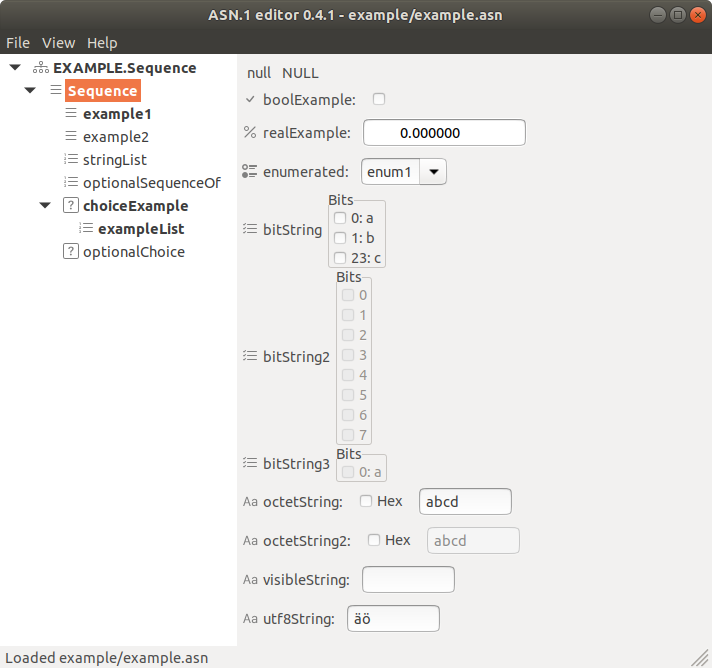 ASN.1 editor 0.4.1 - example/example.asn
File View Help
EXAMPLE.Sequence
Sequence
example1
example2
stringList
optionalSequenceOf
? choiceExample
exampleList
? optionalChoice
null NULL
boolExample:
% realExample: 0.000000
enumerated: enum1
bitString
Bits
0: a
1: b
23: c
bitString2
Bits
0
1
2
3
4
5
6
7
bitString3
Bits
0: a
Aa octetString: Hex abcd
Aa octetString2: Hex abcd
Aa visibleString:
Aa utf8String: äö
Loaded example/example.asn